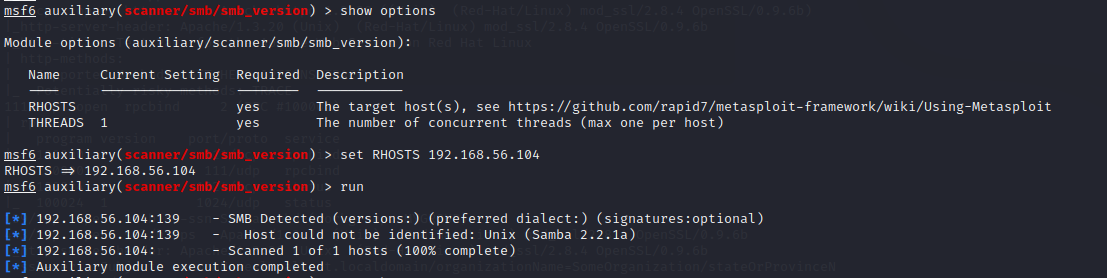 msf6 auxiliary(scanner/smb/smb_version) > show options
Module options (auxiliary/scanner/smb/smb_version):
Name Current Setting Required Description
RHOSTS yes The target host(s), see https://github.com/rapid7/metasploit-framework/wiki/Using-Metasploit
THREADS 1 yes The number of concurrent threads (max one per host)
msf6 auxiliary(scanner/smb/smb_version) > set RHOSTS 192.168.56.104
RHOSTS => 192.168.56.104
msf6 auxiliary(scanner/smb/smb_version) > run
[*] 192.168.56.104:139 - SMB Detected (versions:) (preferred dialect:) (signatures:optional)
[*] 192.168.56.104:139 - Host could not be identified: Unix (Samba 2.2.1a)
[*] 192.168.56.104: - Scanned 1 of 1 hosts (100% complete)
[*] Auxiliary module execution completed